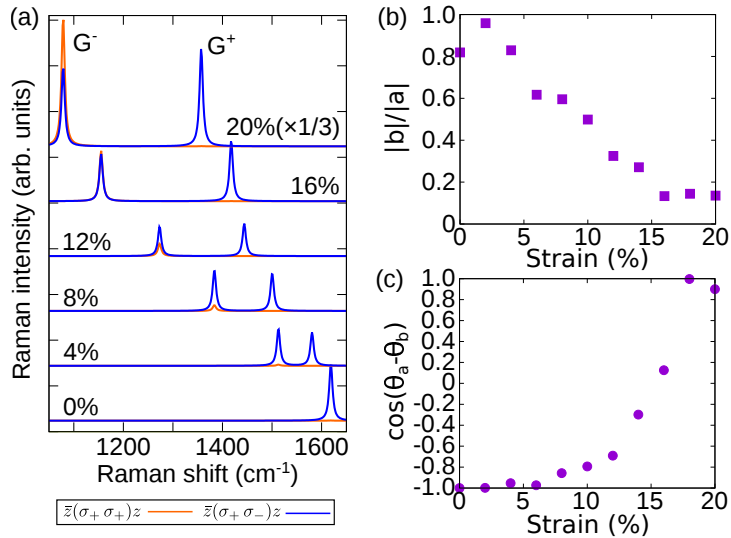 (a)
G⁻
G⁺
20%(×1/3)
16%
12%
8%
4%
0%
Raman intensity (arb. units)
1200
1400
1600
Raman shift (cm⁻¹)
z̅(σ₊ σ₊)z
z̅(σ₊ σ₋)z
(b)
1.0
0.8
0.6
0.4
0.2
0.0
|b|/|a|
0
5
10
15
20
Strain (%)
(c)
1.0
0.8
0.6
0.4
0.2
0
-0.2
-0.4
-0.6
-0.8
-1.0
cos(θₐ-θ_b)
0
5
10
15
20
Strain (%)